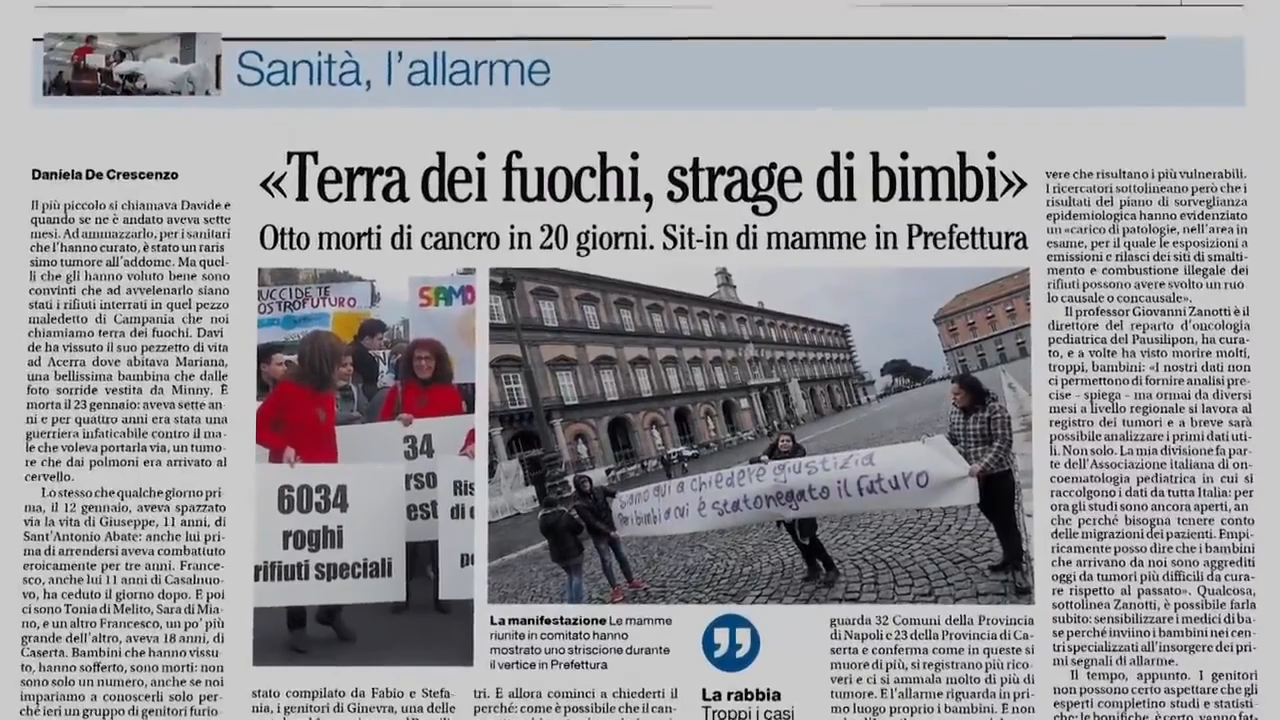 Sanità, l'allarme
«Terra dei fuochi, strage di bimbi»
Otto morti di cancro in 20 giorni. Sit-in di mamme in Prefettura
Daniela De Crescenzo
Il più piccolo si chiamava Davide e
quando se ne è andato aveva sette
mesi. Ad ammazzarlo, per i sanitari
che l'hanno curato, è stato un raris
simo tumore all'addome. Ma quel-
li che gli hanno voluto bene sono
convinti che ad avvelenarlo siano
stati i rifiuti interrati in quel pezzo
maledetto di Campania che noi
chiamiamo terra dei fuochi. Davi
de ha vissuto il suo pezzetto di vita
ad Acerra dove abitava Mariana,
una bellissima bambina che dalle
foto sorride vestita da Minny. È
morta il 23 gennaio: aveva sette an-
ni e per quattro anni era stata una
guerriera infaticabile contro il ma-
le che voleva portarla via, un tumo-
re che dai polmoni era arrivato al
cervello.
Lo stesso che qualche giorno pri-
ma, il 12 gennaio, aveva spazzato
via la vita di Giuseppe, 11 anni, di
Sant'Antonio Abate: anche lui pri-
ma di arrendersi aveva combattuto
eroicamente per tre anni. France-
sco, anche lui 11 anni di Casalnuo-
vo, ha ceduto il giorno dopo. E poi
ci sono Tonia di Melito, Sara di Mia-
no, e un altro Francesco, un po' più
grande dell'altro, aveva 18 anni, di
Caserta. Bambini che hanno vissu-
to, hanno sofferto, sono morti: non
sono solo un numero, anche se noi
impariamo a conoscerli solo per-
ché ieri un gruppo di genitori furio
UCCIDE TE
OSTRO FUTURO
SIAMO
34
rso
est
Ris
di c
po
6034
roghi
rifiuti speciali
Siamo qui a chiedere giustizia
Per i bimbi a cui è stato negato il futuro
La manifestazione Le mamme
riunite in comitato hanno
mostrato uno striscione durante
il vertice in Prefettura
stato compilato da Fabio e Stefa-
nia, i genitori di Ginevra, una delle
tri. E allora cominci a chiederti il
perché: come è possibile che il can-
La rabbia
Troppi i casi
guarda 32 Comuni della Provincia
di Napoli e 23 della Provincia di Ca-
serta e conferma come in queste si
muore di più, si registrano più rico-
veri e ci si ammala molto di più di
tumore. E l'allarme riguarda in pri-
mo luogo proprio i bambini. E non
vere che risultano i più vulnerabili.
I ricercatori sottolineano però che i
risultati del piano di sorveglianza
epidemiologica hanno evidenziato
un «carico di patologie, nell'area in
esame, per il quale le esposizioni a
emissioni e rilasci dei siti di smalti-
mento e combustione illegale dei
rifiuti possono avere svolto un ruo
lo causale o concausale».
Il professor Giovanni Zanotti è il
direttore del reparto d'oncologia
pediatrica del Pausilipon, ha cura-
to, e a volte ha visto morire molti,
troppi, bambini: «I nostri dati non
ci permettono di fornire analisi pre-
cise - spiega - ma ormai da diversi
mesi a livello regionale si lavora al
registro dei tumori e a breve sarà
possibile analizzare i primi dati uti-
li. Non solo. La mia divisione fa par-
te dell'Associazione italiana di on-
coematologia pediatrica in cui si
raccolgono i dati da tutta Italia: per
ora gli studi sono ancora aperti, an
che perché bisogna tenere conto
delle migrazioni dei pazienti. Empi-
ricamente posso dire che i bambini
che arrivano da noi sono aggrediti
oggi da tumori più difficili da cura-
re rispetto al passato». Qualcosa,
sottolinea Zanotti, è possibile farla
subito: sensibilizzare i medici di ba-
se perché inviino i bambini nei cen-
tri specializzati all'insorgere dei pri-
mi segnali di allarme.
Il tempo, appunto. I genitori
non possono certo aspettare che gli
esperti completino studi e statisti-